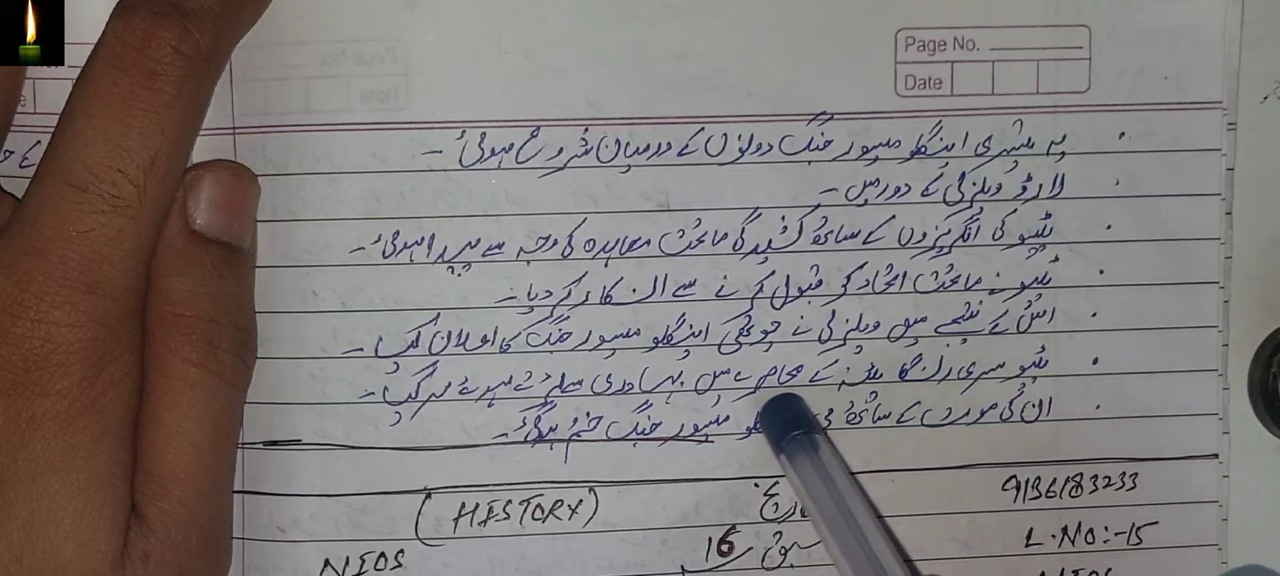 Page No.
Date
یہ تیسری اینگلو میسور جنگ دونوں کے درمیان شروع ہوئی۔
لارڈ ویلزلی کے دور میں۔
ٹیپو کی انگریزوں کے ساتھ کشیدگی ماتحت معاہدہ کی وجہ سے پیدا ہوئی۔
ٹیپو نے ماتحت اتحاد کو قبول کرنے سے انکار کر دیا۔
اس کے نتیجے میں ویلزلی نے چوتھی اینگلو میسور جنگ کا اعلان کیا۔
ٹیپو سری رنگا پٹنہ کے محاصرے میں بہادری سے لڑتے ہوئے مر گیا۔
ان کی موت کے ساتھ ہی میسور جنگ ختم ہو گئی۔
9136183233
(HISTORY)
L.No:-15
سبق 16
NIOS
NIOS